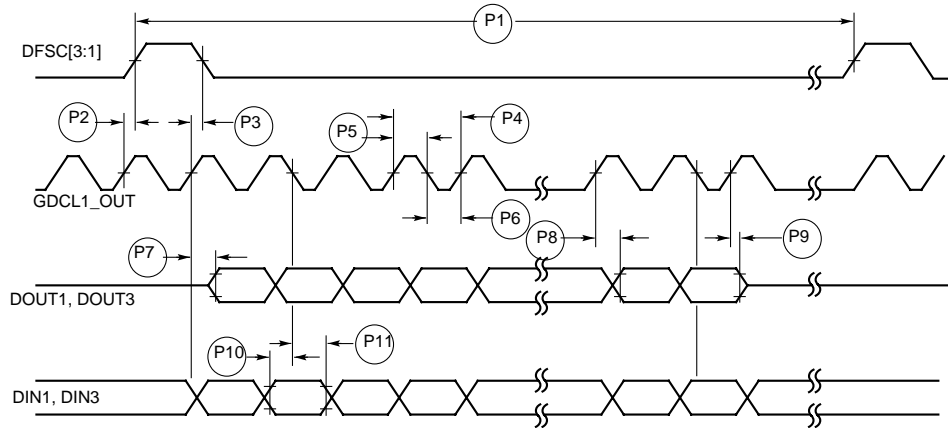 P1
DFSC[3:1]
P2
P3
P5
P4
GDCL1_OUT
P6
P7
P8
P9
DOUT1, DOUT3
P10
P11
DIN1, DIN3